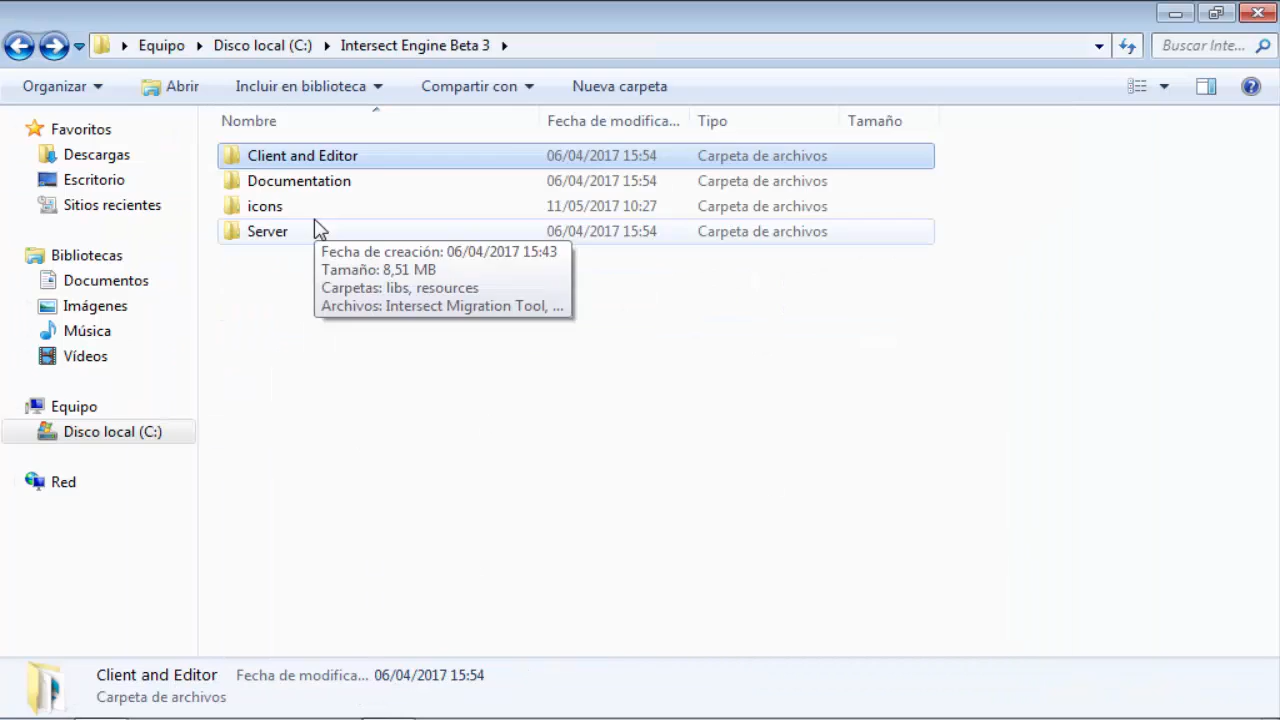 Equipo Disco local (C:) Intersect Engine Beta 3 Buscar Inte...
Organizar Abrir Incluir en biblioteca Compartir con Nueva carpeta
Nombre Fecha de modifica... Tipo Tamaño
Client and Editor 06/04/2017 15:54 Carpeta de archivos
Documentation 06/04/2017 15:54 Carpeta de archivos
icons 11/05/2017 10:27 Carpeta de archivos
Server 06/04/2017 15:54 Carpeta de archivos
Fecha de creación: 06/04/2017 15:43
Tamaño: 8,51 MB
Carpetas: libs, resources
Archivos: Intersect Migration Tool, ...
Favoritos
Descargas
Escritorio
Sitios recientes
Bibliotecas
Documentos
Imágenes
Música
Vídeos
Equipo
Disco local (C:)
Red
Client and Editor Fecha de modifica... 06/04/2017 15:54
Carpeta de archivos